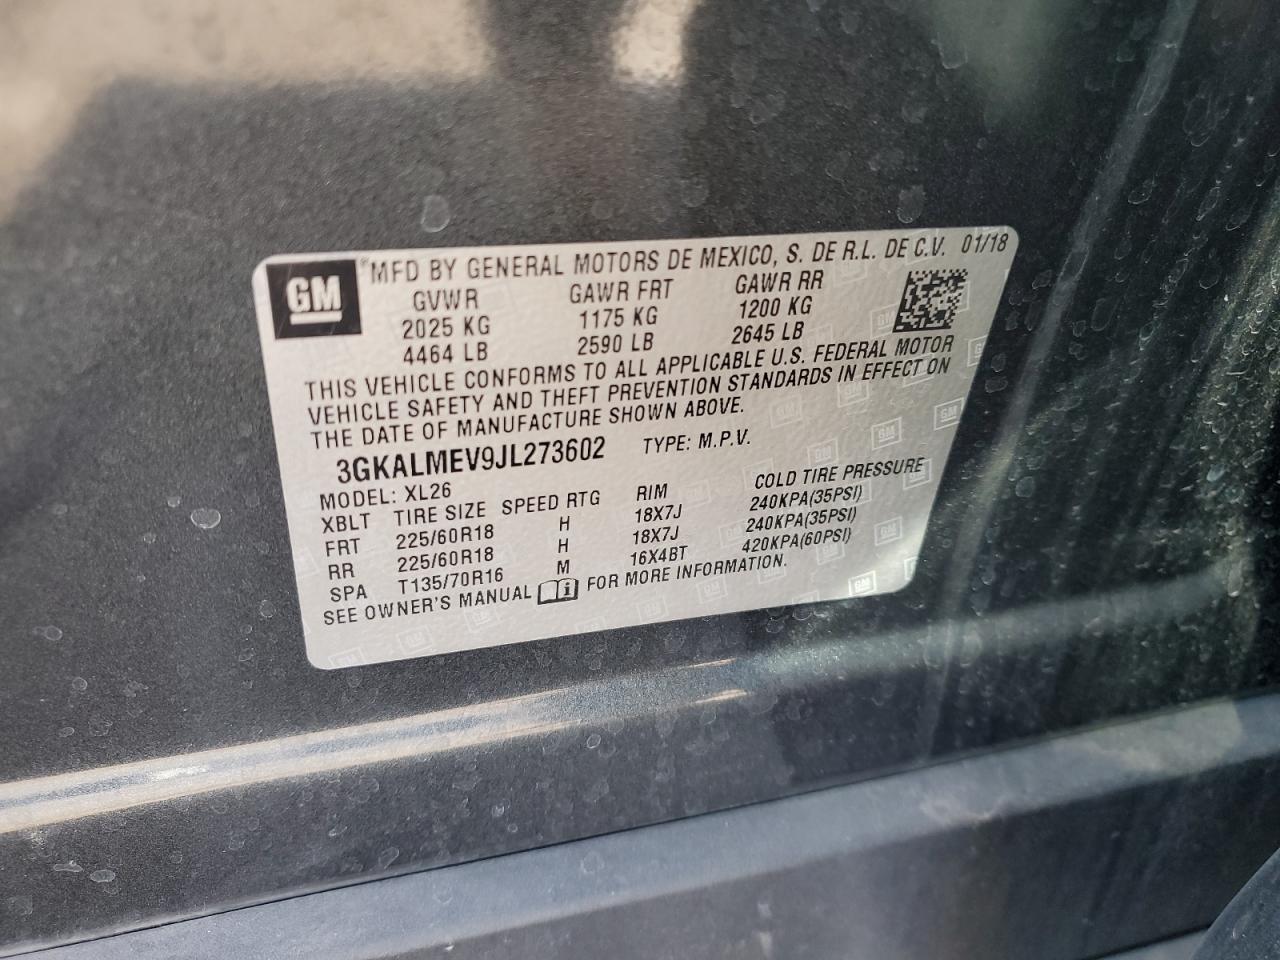 GM
MFD BY GENERAL MOTORS DE MEXICO, S. DE R.L. DE C.V. 01/18
GVWR GAWR FRT GAWR RR
2025 KG 1175 KG 1200 KG
4464 LB 2590 LB 2645 LB
THIS VEHICLE CONFORMS TO ALL APPLICABLE U.S. FEDERAL MOTOR
VEHICLE SAFETY AND THEFT PREVENTION STANDARDS IN EFFECT ON
THE DATE OF MANUFACTURE SHOWN ABOVE.
3GKALMEV9JL273602 TYPE: M.P.V.
MODEL: XL26
XBLT TIRE SIZE SPEED RTG RIM COLD TIRE PRESSURE
FRT 225/60R18 H 18X7J 240KPA(35PSI)
RR 225/60R18 H 18X7J 240KPA(35PSI)
SPA T135/70R16 M 16X4BT 420KPA(60PSI)
SEE OWNER'S MANUAL FOR MORE INFORMATION.